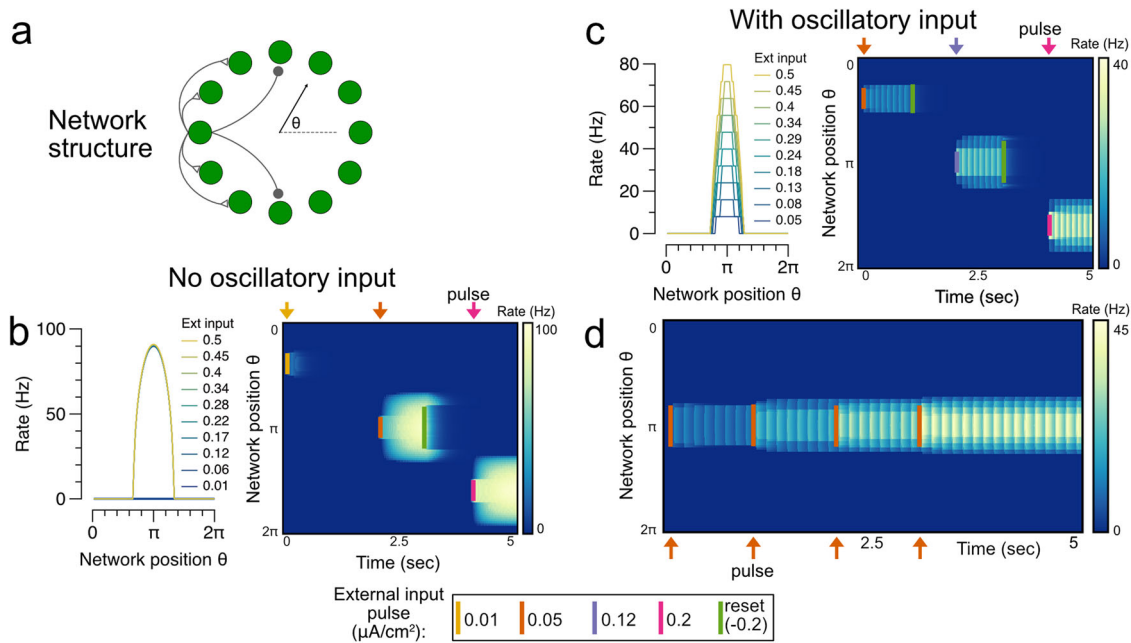 a
Network
structure
θ
No oscillatory input
b
Rate (Hz)
100
50
0
Ext input
0.5
0.45
0.4
0.34
0.28
0.22
0.17
0.12
0.06
0.01
0
π
2π
Network position θ
pulse
Rate (Hz)
100
0
Network position θ
0
π
2π
0
2.5
5
Time (sec)
With oscillatory input
c
Rate (Hz)
80
60
40
20
0
Ext input
0.5
0.45
0.4
0.34
0.29
0.24
0.18
0.13
0.08
0.05
0
π
2π
Network position θ
pulse
Rate (Hz)
40
0
Network position θ
0
π
2π
0
2.5
5
Time (sec)
d
Rate (Hz)
45
0
Network position θ
0
π
2π
2.5
Time (sec)
5
pulse
External input
pulse
(µA/cm²):
0.01
0.05
0.12
0.2
reset
(-0.2)